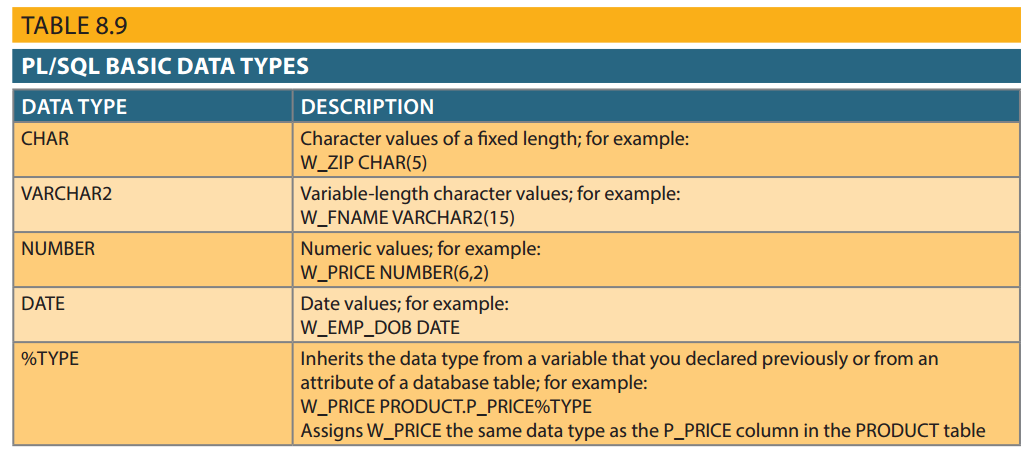 TABLE 8.9
PL/SQL BASIC DATA TYPES
DATA TYPE DESCRIPTION
CHAR Character values of a fixed length; for example:
W_ZIP CHAR(5)
VARCHAR2 Variable-length character values; for example:
W_FNAME VARCHAR2(15)
NUMBER Numeric values; for example:
W_PRICE NUMBER(6,2)
DATE Date values; for example:
W_EMP_DOB DATE
%TYPE Inherits the data type from a variable that you declared previously or from an
attribute of a database table; for example:
W_PRICE PRODUCT.P_PRICE%TYPE
Assigns W_PRICE the same data type as the P_PRICE column in the PRODUCT table